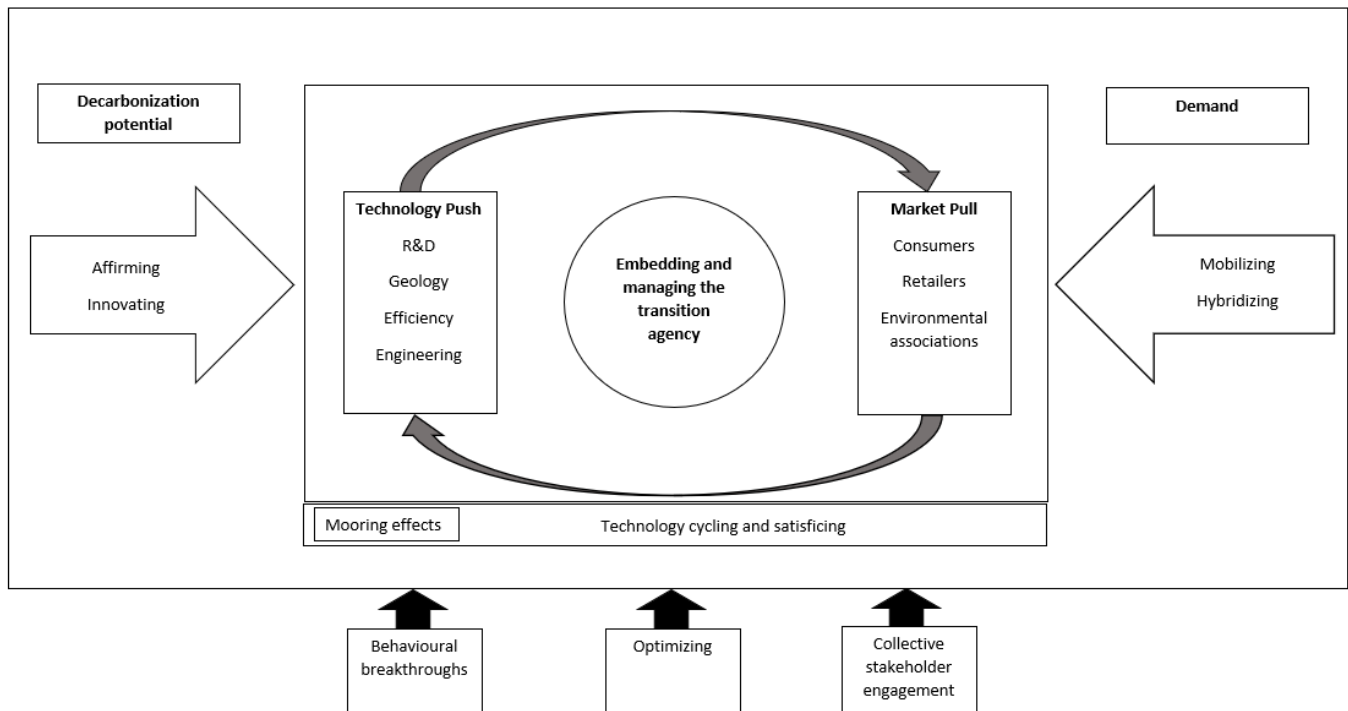 Decarbonization
potential
Demand
Affirming
Innovating
Technology Push
R&D
Geology
Efficiency
Engineering
Embedding and
managing the
transition
agency
Market Pull
Consumers
Retailers
Environmental
associations
Mobilizing
Hybridizing
Mooring effects
Technology cycling and satisficing
Behavioural
breakthroughs
Optimizing
Collective
stakeholder
engagement